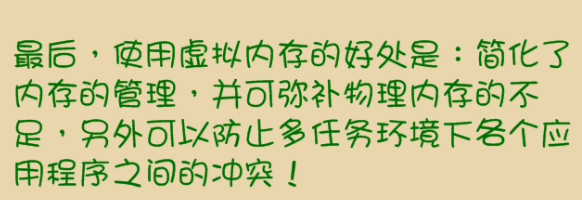 最后，使用虚拟内存的好处是：简化了
内存的管理，并可弥补物理内存的不
足，另外可以防止多任务环境下各个应
用程序之间的冲突！